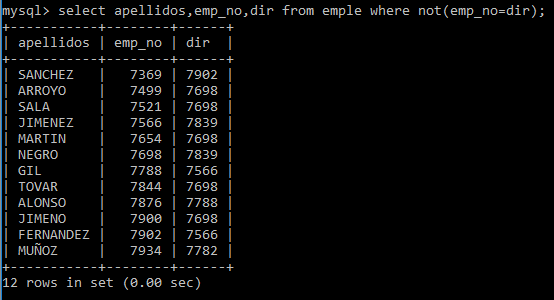 mysql> select apellidos,emp_no,dir from emple where not(emp_no=dir);
+-----------+--------+------+
| apellidos | emp_no | dir  |
+-----------+--------+------+
| SANCHEZ   |   7369 | 7902 |
| ARROYO    |   7499 | 7698 |
| SALA      |   7521 | 7698 |
| JIMENEZ   |   7566 | 7839 |
| MARTIN    |   7654 | 7698 |
| NEGRO     |   7698 | 7839 |
| GIL       |   7788 | 7566 |
| TOVAR     |   7844 | 7698 |
| ALONSO    |   7876 | 7788 |
| JIMENO    |   7900 | 7698 |
| FERNANDEZ |   7902 | 7566 |
| MUÑOZ     |   7934 | 7782 |
+-----------+--------+------+
12 rows in set (0.00 sec)